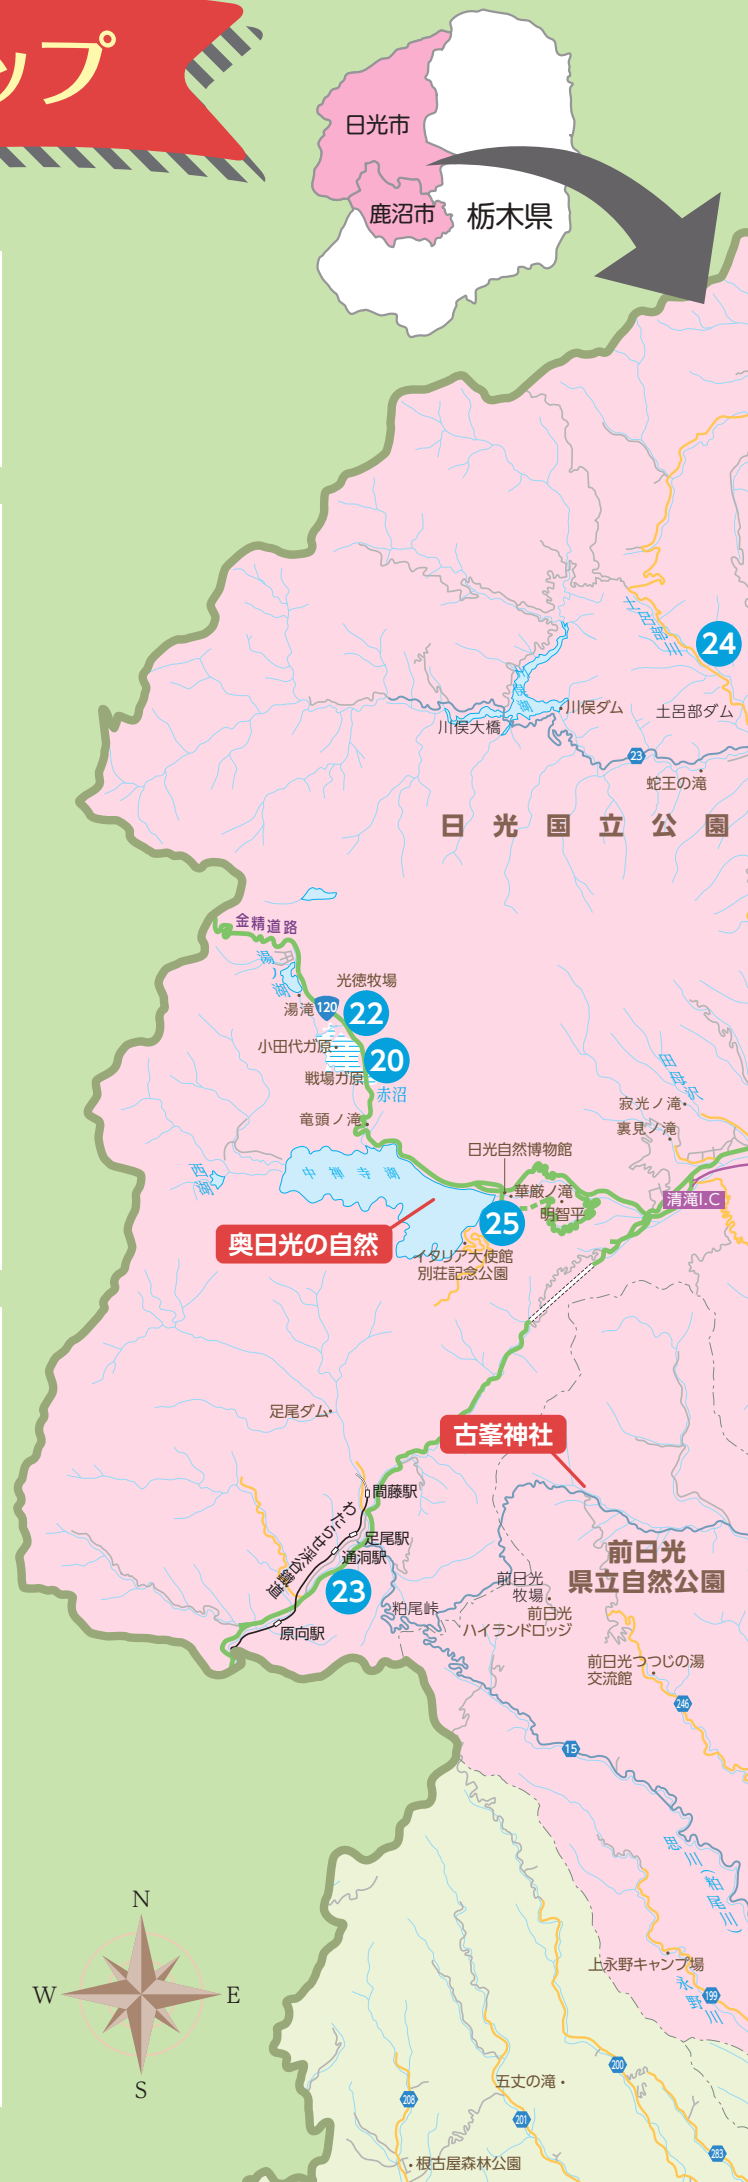 ップ
日光市
鹿沼市
栃木県
24
土呂部川
川俣湖
川俣ダム
土呂部ダム
川俣大橋
23
蛇王の滝
日光国立公園
金精道路
湯ノ湖
光徳牧場
湯滝
120
22
小田代ガ原
20
戦場ガ原
赤沼
田母沢
寂光ノ滝
竜頭ノ滝
裏見ノ滝
日光自然博物館
西湖
中禅寺湖
華厳ノ滝
清滝I.C
明智平
25
奥日光の自然
イタリア大使館
別荘記念公園
足尾ダム
古峯神社
間藤駅
わたらせ渓谷鐵道
足尾駅
通洞駅
前日光
県立自然公園
23
前日光
牧場
粕尾峠
前日光
ハイランドロッジ
原向駅
前日光つつじの湯
交流館
246
15
思川(粕尾川)
N
W
E
S
上永野キャンプ場
永野川
199
200
五丈の滝
208
201
283
根古屋森林公園